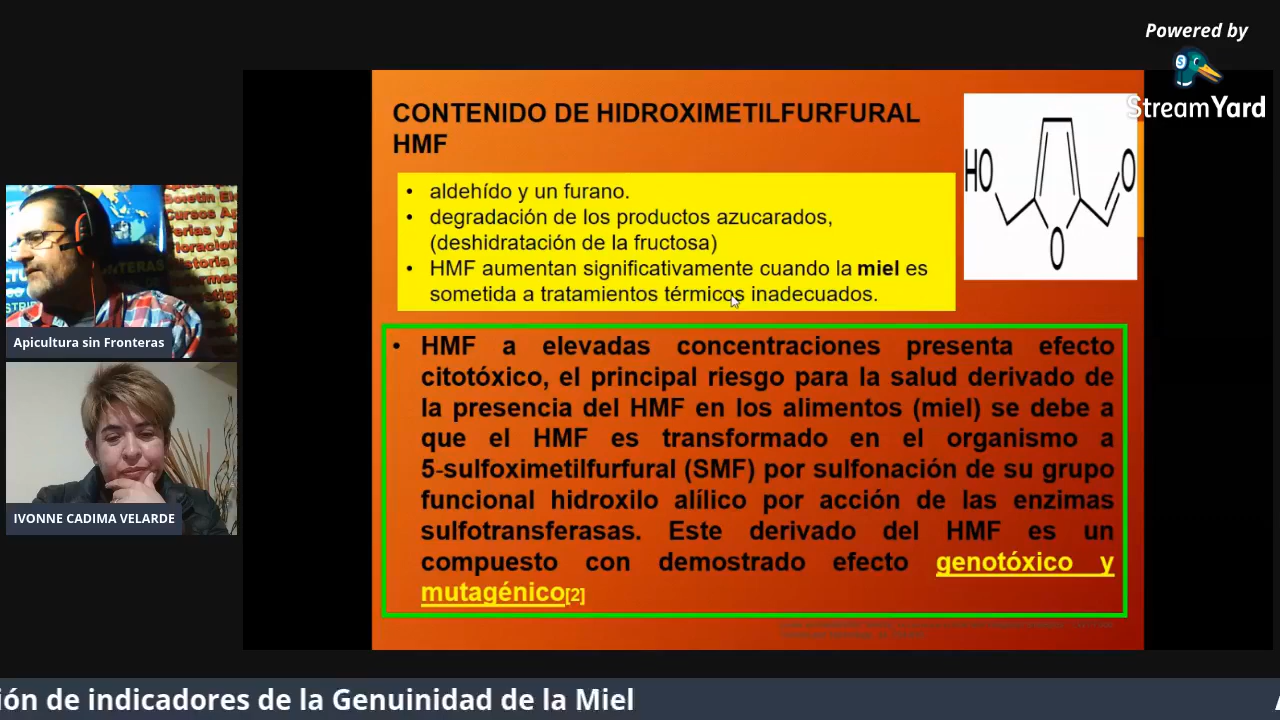 Powered by
StreamYard
CONTENIDO DE HIDROXIMETILFURFURAL
HMF
• aldehído y un furano.
• degradación de los productos azucarados,
(deshidratación de la fructosa)
• HMF aumentan significativamente cuando la miel es
sometida a tratamientos térmicos inadecuados.
HO
O
O
• HMF a elevadas concentraciones presenta efecto
citotóxico, el principal riesgo para la salud derivado de
la presencia del HMF en los alimentos (miel) se debe a
que el HMF es transformado en el organismo a
5-sulfoximetilfurfural (SMF) por sulfonación de su grupo
funcional hidroxilo alílico por acción de las enzimas
sulfotransferasas. Este derivado del HMF es un
compuesto con demostrado efecto genotóxico y
mutagénico[2]
Apicultura sin Fronteras
IVONNE CADIMA VELARDE
ión de indicadores de la Genuinidad de la Miel